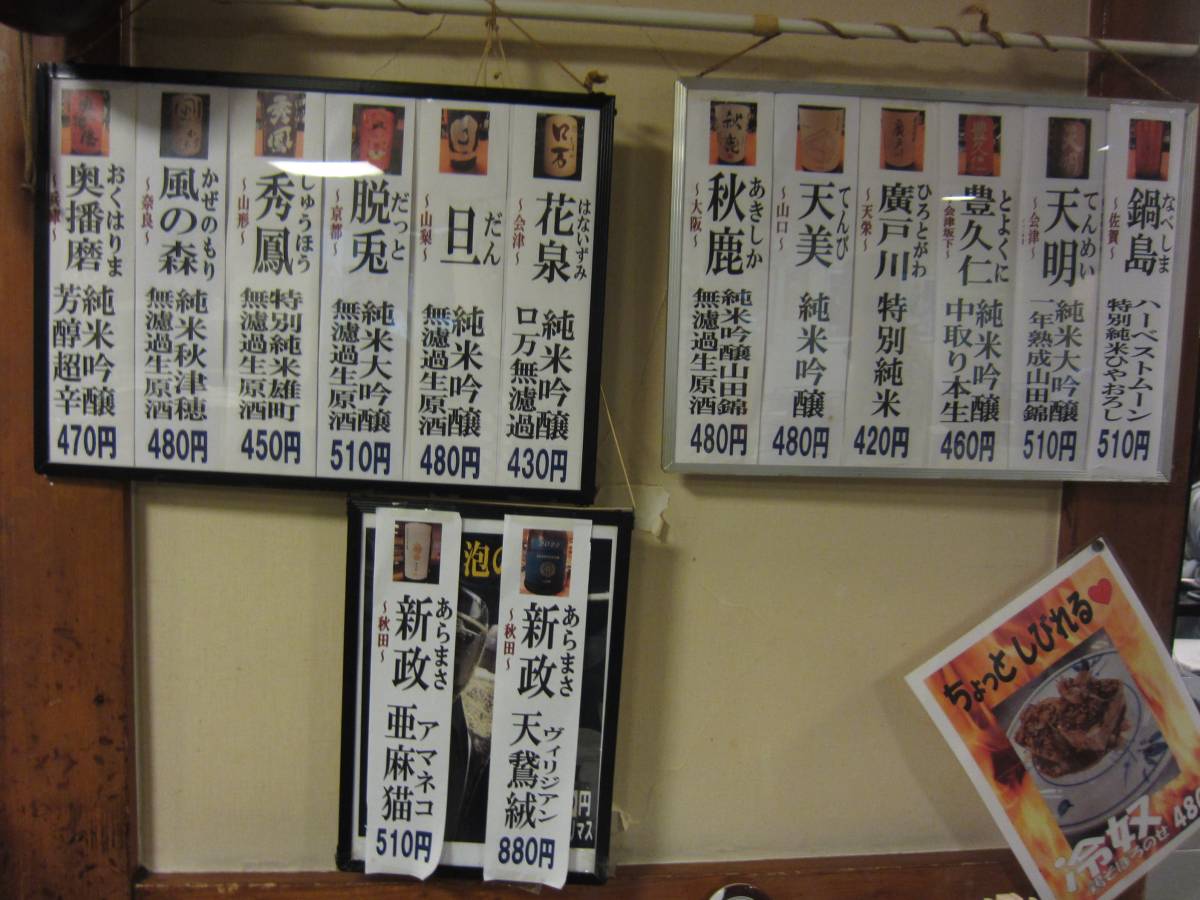 花泉
はないずみ
~会津~
純米吟醸
ロ万無濾過
430円
旦
だん
~山梨~
純米吟醸
無濾過生原酒
480円
脱兎
だっと
~京都~
純米大吟醸
無濾過生原酒
510円
秀鳳
しゅうほう
~山形~
特別純米雄町
無濾過生原酒
450円
風の森
かぜのもり
~奈良~
純米秋津穂
無濾過生原酒
480円
奥播磨
おくはりま
純米吟醸
芳醇超辛
470円
鍋島
なべしま
~佐賀~
ハーベストムーン
特別純米ひやおろし
510円
天明
てんめい
~会津~
純米大吟醸
一年熟成山田錦
510円
豊久仁
とよくに
会津坂下
純米吟醸
中取り本生
460円
廣戸川
ひろとがわ
~天栄~
特別純米
420円
天美
てんび
~山口~
純米吟醸
480円
秋鹿
あきしか
~大阪~
純米吟醸山田錦
無濾過生原酒
480円
新政
あらまさ
~秋田~
天鵞絨
ヴィリジアン
880円
新政
あらまさ
~秋田~
亜麻猫
アマネコ
510円
泡の
円
マス
ちょっとしびれる♥
冷奴
鶏そぼろのせ
480